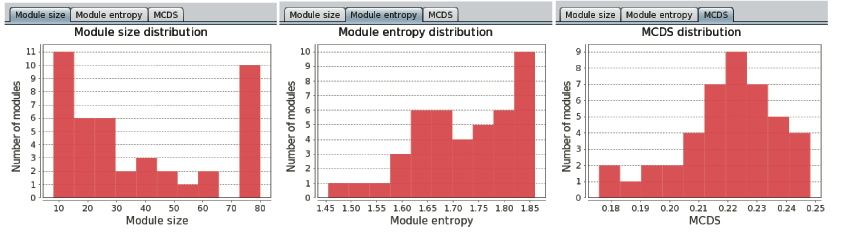 Module size Module entropy MCDS
Module size distribution
Number of modules
11
10
9
8
7
6
5
4
3
2
1
0
10 20 30 40 50 60 70 80
Module size
Module size Module entropy MCDS
Module entropy distribution
Number of modules
10
9
8
7
6
5
4
3
2
1
0
1.45 1.50 1.55 1.60 1.65 1.70 1.75 1.80 1.85
Module entropy
Module size Module entropy MCDS
MCDS distribution
Number of modules
9
8
7
6
5
4
3
2
1
0
0.18 0.19 0.20 0.21 0.22 0.23 0.24 0.25
MCDS